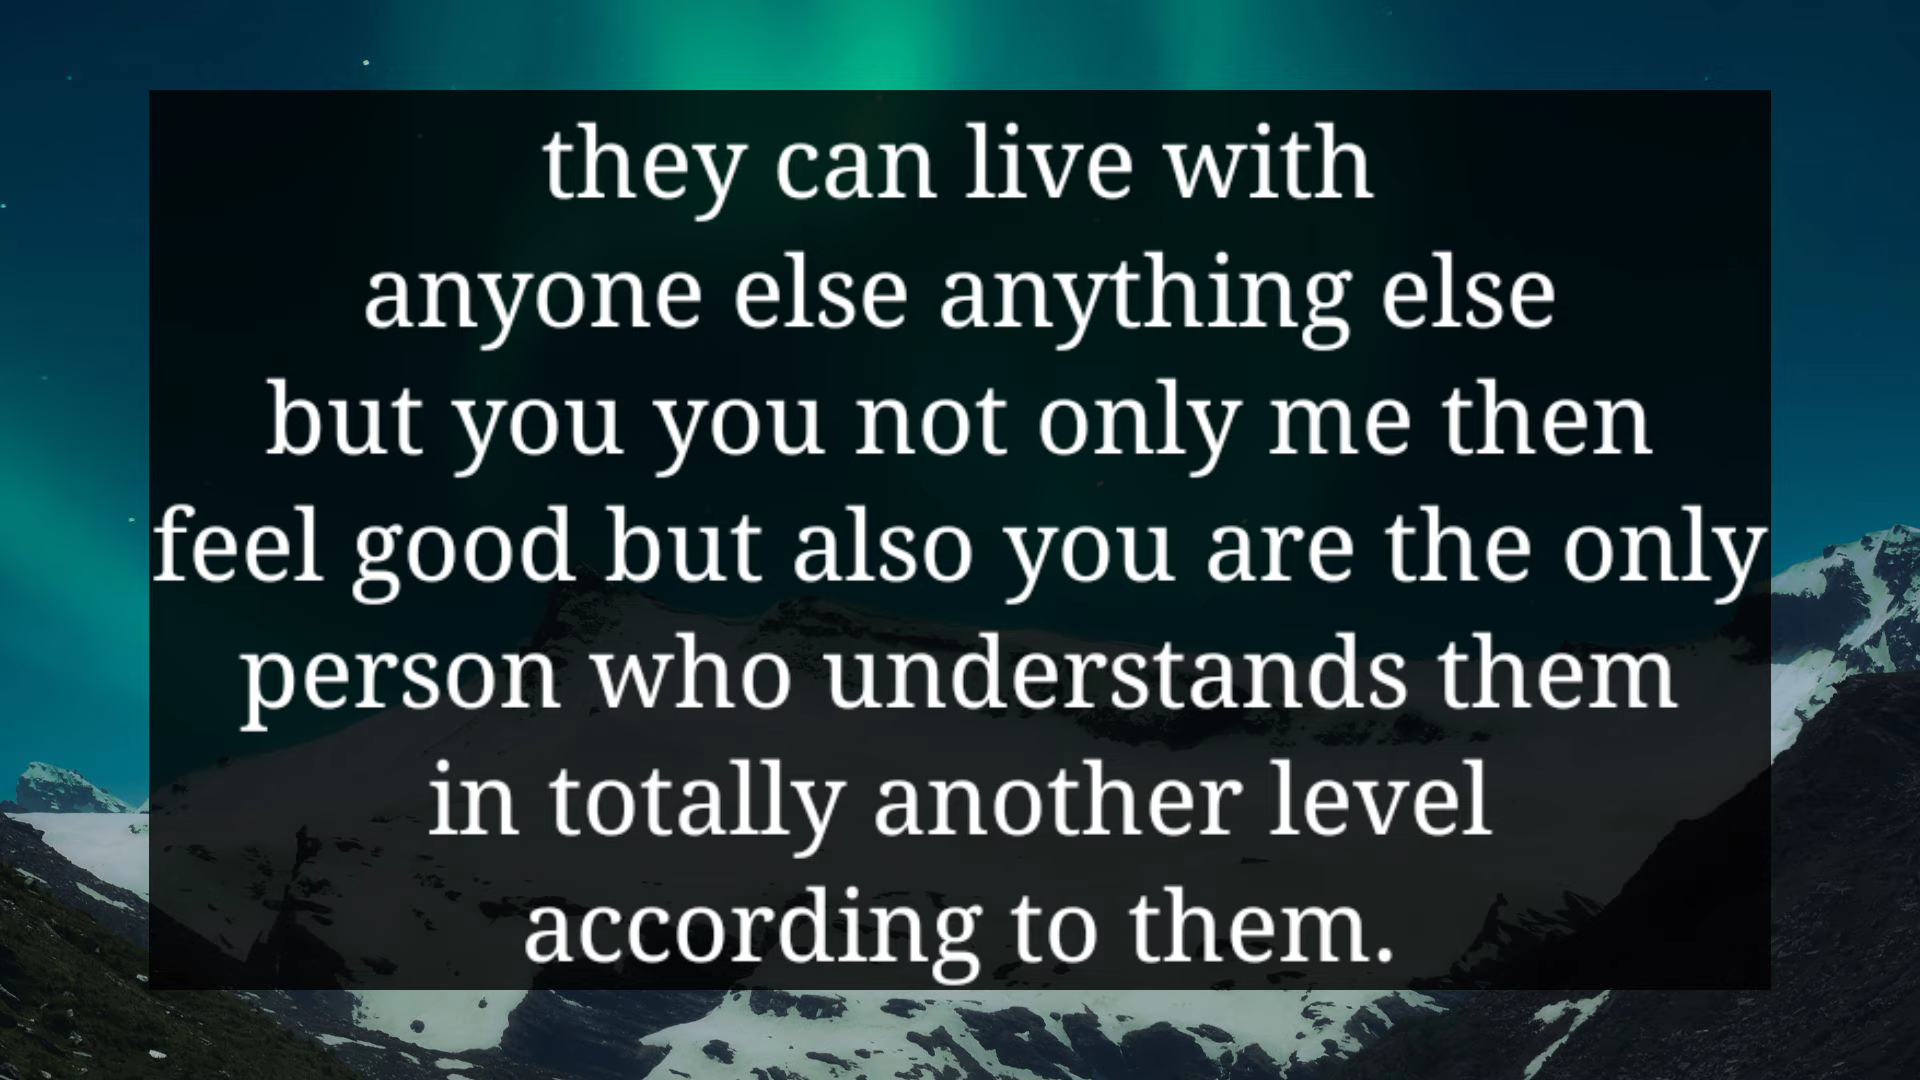 they can live with
anyone else anything else
but you you not only me then
feel good but also you are the only
person who understands them
in totally another level
according to them.